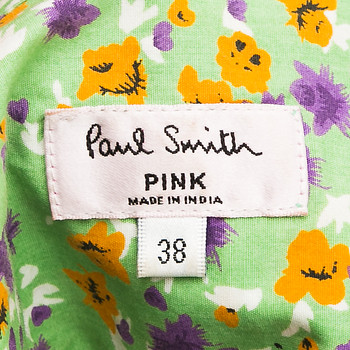 Paul Smith
PINK
MADE IN INDIA
38